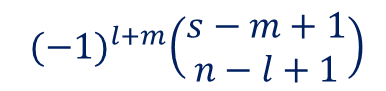 (−1)^{l+m} \binom{s − m + 1}{n − l + 1}